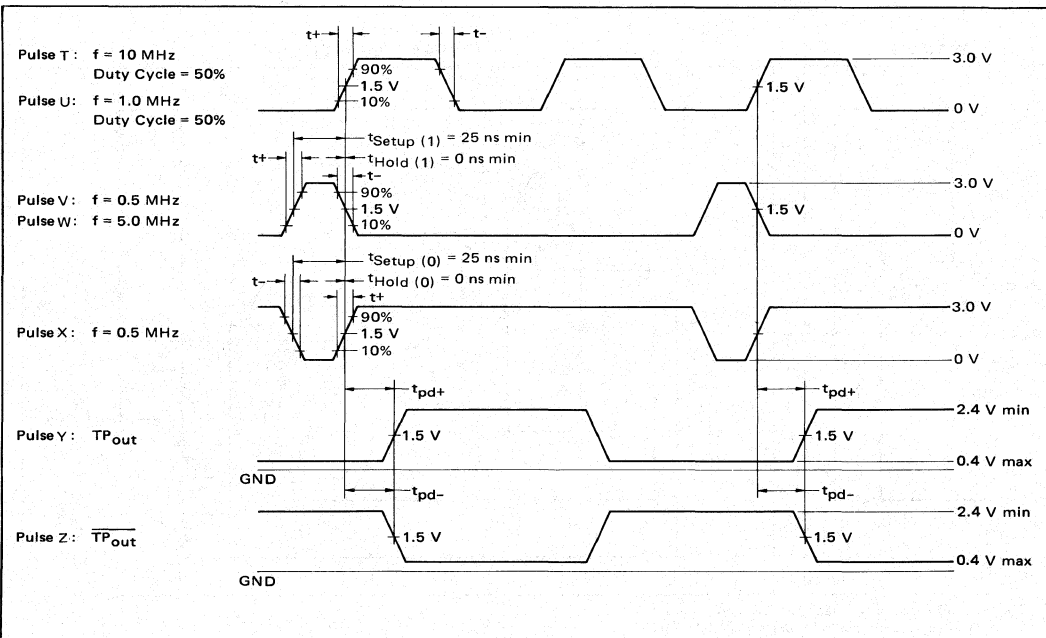 t+
t-
Pulse T: f = 10 MHz
Duty Cycle = 50%
Pulse U: f = 1.0 MHz
Duty Cycle = 50%
90%
1.5 V
10%
1.5 V
3.0 V
0 V
tSetup (1) = 25 ns min
tHold (1) = 0 ns min
t+
t-
Pulse V: f = 0.5 MHz
Pulse W: f = 5.0 MHz
90%
1.5 V
10%
1.5 V
3.0 V
0 V
tSetup (0) = 25 ns min
tHold (0) = 0 ns min
t-
t+
Pulse X: f = 0.5 MHz
90%
1.5 V
10%
3.0 V
0 V
tpd+
tpd+
Pulse Y: TPout
1.5 V
1.5 V
2.4 V min
0.4 V max
GND
tpd-
tpd-
Pulse Z: TPout
1.5 V
1.5 V
2.4 V min
0.4 V max
GND